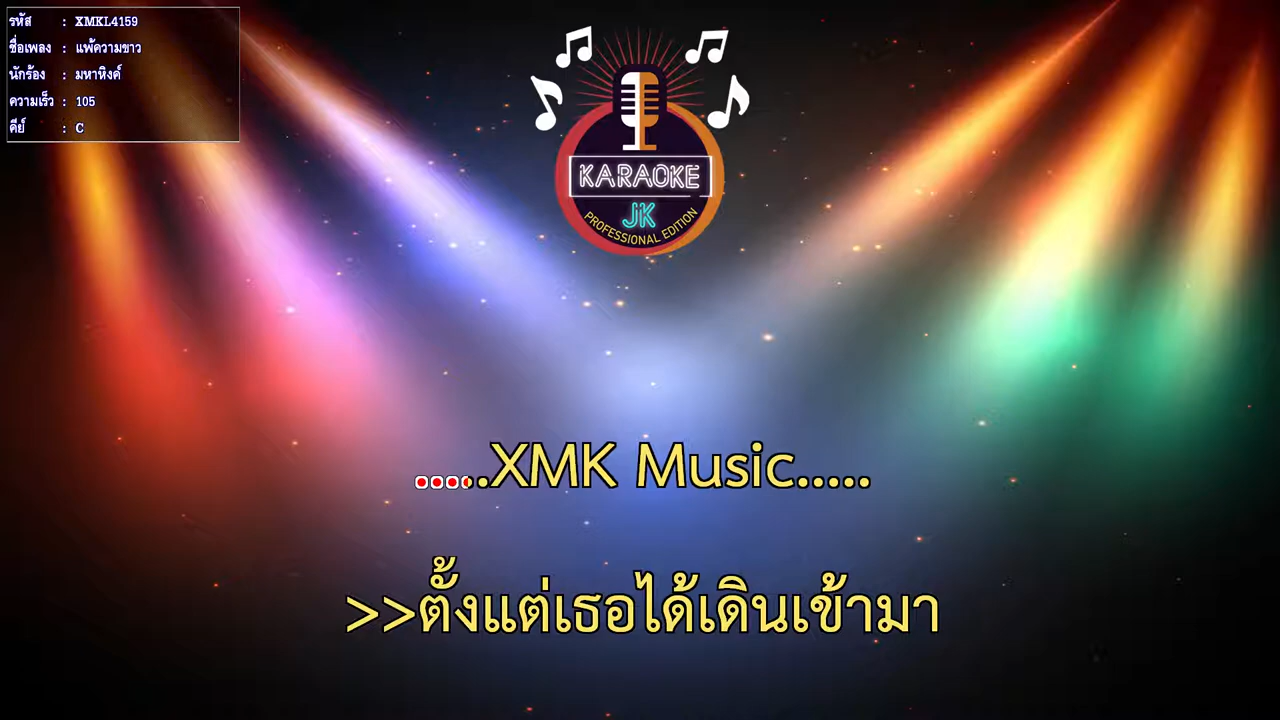 รหัส : XMKL4159
ชื่อเพลง : แพ้ความขาว
นักร้อง : มหาหิงค์
ความเร็ว : 105
คีย์ : C
KARAOKE
JK
PROFESSIONAL EDITION
.....XMK Music.....
>>ตั้งแต่เธอได้เดินเข้ามา